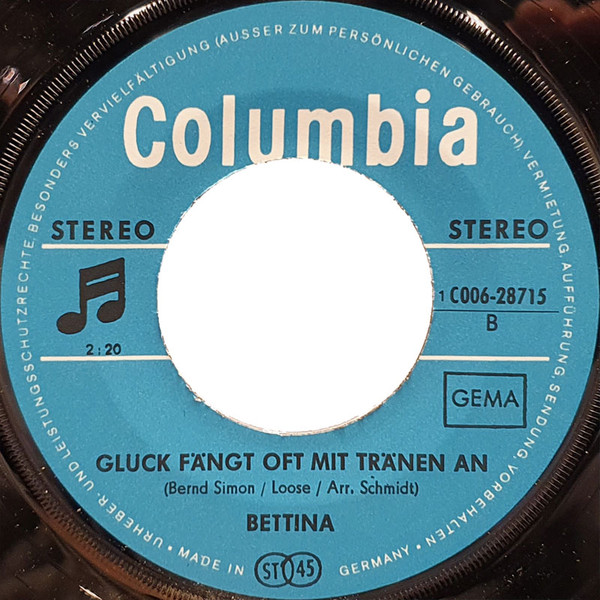 URHEBER- UND LEISTUNGSSCHUTZRECHTE, BESONDERS VERVIELFÄLTIGUNG (AUSSER ZUM PERSÖNLICHEN GEBRAUCH), VERMIETUNG, AUFFÜHRUNG, SENDUNG, VORBEHALTEN
Columbia
STEREO
STEREO
1 C006-28715
B
2:20
GEMA
GLUCK FÄNGT OFT MIT TRÄNEN AN
(Bernd Simon / Loose / Arr. Schmidt)
BETTINA
• MADE IN GERMANY •
ST 45